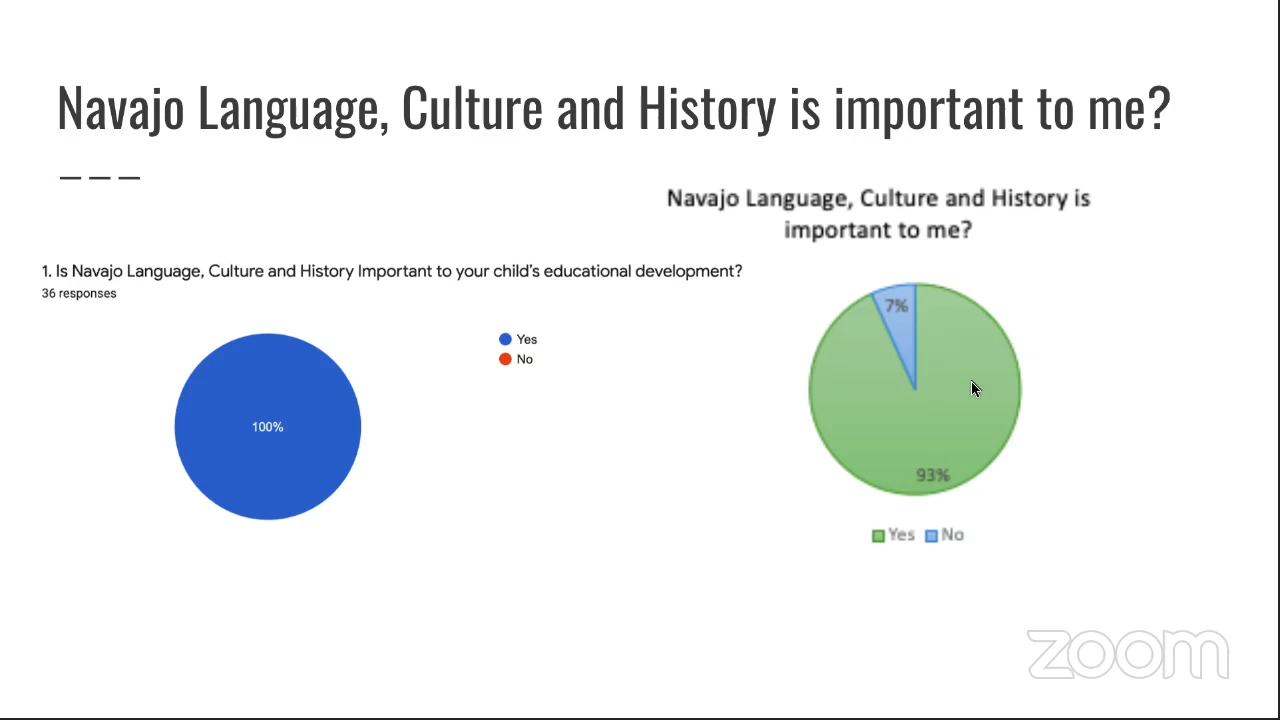 Navajo Language, Culture and History is important to me?
1. Is Navajo Language, Culture and History Important to your child’s educational development?
36 responses
100%
Yes
No
Navajo Language, Culture and History is
important to me?
7%
93%
Yes No
zoom